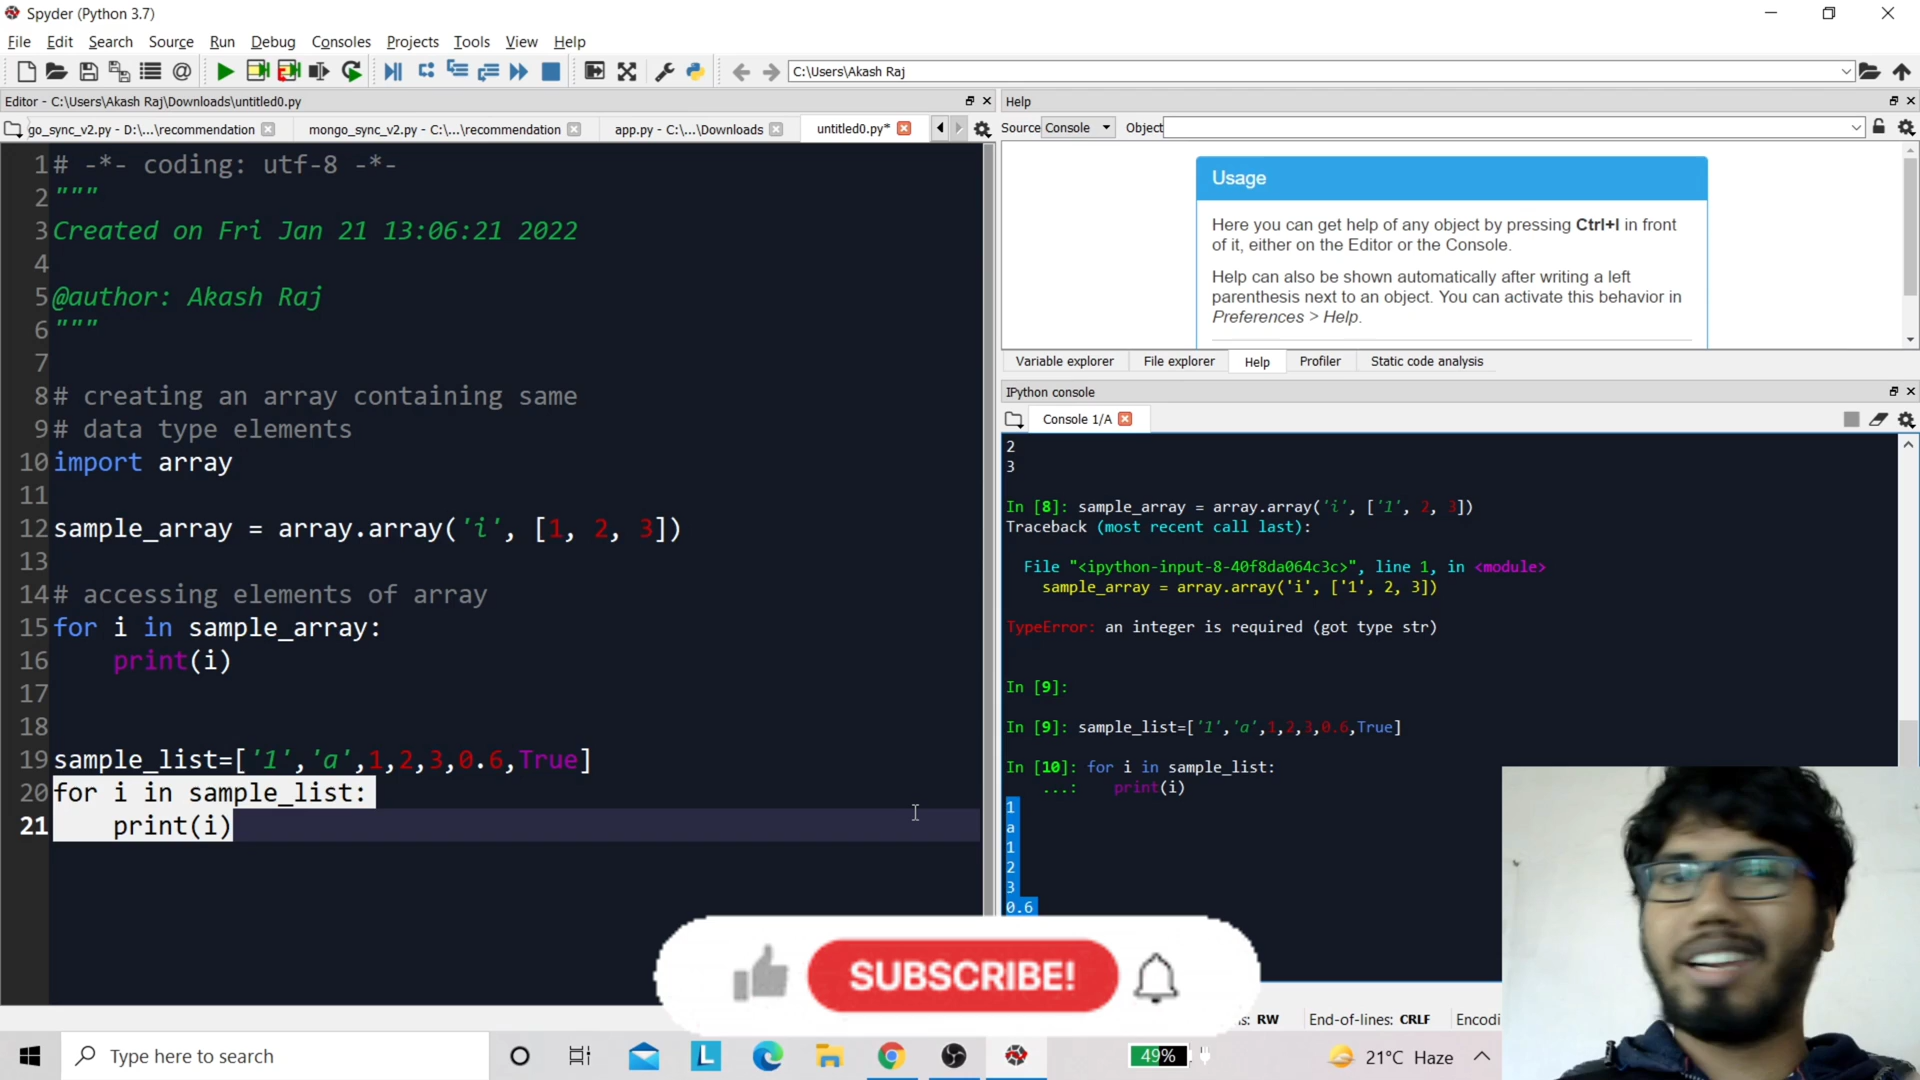 Spyder (Python 3.7)
File Edit Search Source Run Debug Consoles Projects Tools View Help
C:\Users\Akash Raj
Editor - C:\Users\Akash Raj\Downloads\untitled0.py
go_sync_v2.py - D:\...\recommendation mongo_sync_v2.py - C:\...\recommendation app.py - C:\...\Downloads untitled0.py*
1 # -*- coding: utf-8 -*-
2 """
3 Created on Fri Jan 21 13:06:21 2022
4
5 @author: Akash Raj
6 """
7
8 # creating an array containing same
9 # data type elements
10 import array
11
12 sample_array = array.array('i', [1, 2, 3])
13
14 # accessing elements of array
15 for i in sample_array:
16     print(i)
17
18
19 sample_list=['1','a',1,2,3,0.6,True]
20 for i in sample_list:
21     print(i)
Help
Source Console Object
Usage
Here you can get help of any object by pressing Ctrl+I in front
of it, either on the Editor or the Console.
Help can also be shown automatically after writing a left
parenthesis next to an object. You can activate this behavior in
Preferences > Help.
Variable explorer File explorer Help Profiler Static code analysis
IPython console
Console 1/A
2
3
In [8]: sample_array = array.array('i', ['1', 2, 3])
Traceback (most recent call last):
File "<ipython-input-8-40f8da064c3c>", line 1, in <module>
sample_array = array.array('i', ['1', 2, 3])
TypeError: an integer is required (got type str)
In [9]:
In [9]: sample_list=['1','a',1,2,3,0.6,True]
In [10]: for i in sample_list:
...:     print(i)
1
a
1
2
3
0.6
SUBSCRIBE!
RW End-of-lines: CRLF Encodi
Type here to search
L
49%
21°C Haze